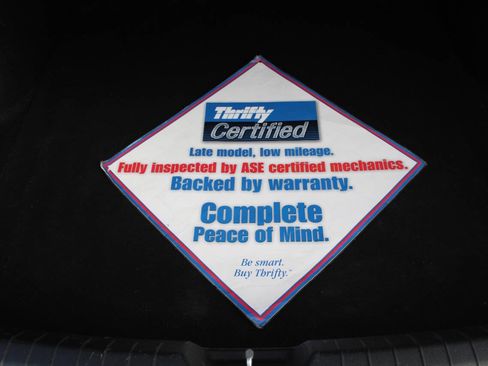 Thrifty
Certified
Late model, low mileage.
Fully inspected by ASE certified mechanics.
Backed by warranty.
Complete
Peace of Mind.
Be smart.
Buy Thrifty.™